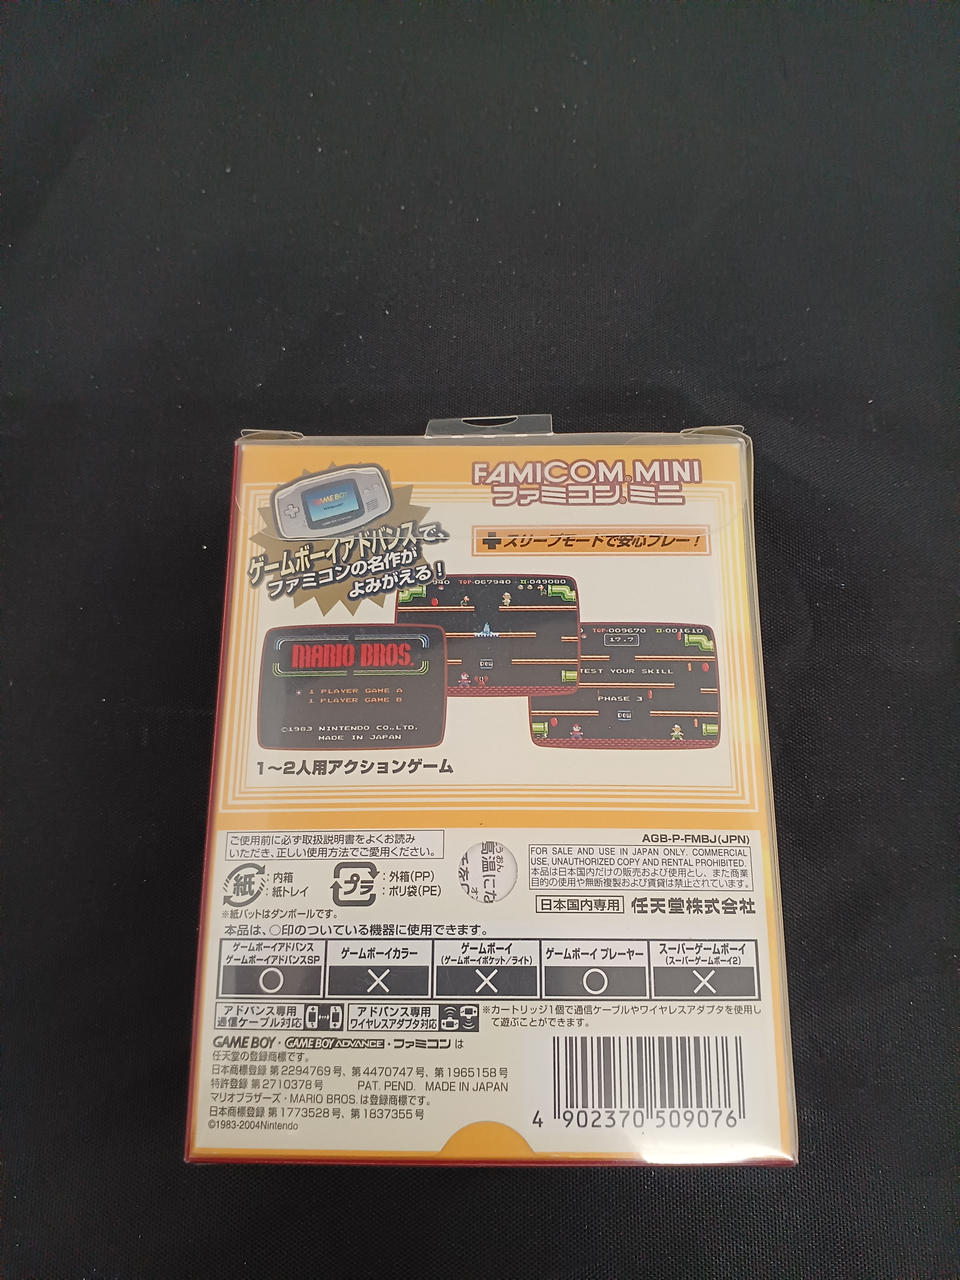 FAMICOM MINI
ファミコンミニ
GAME BOY
ゲームボーイアドバンスで、
ファミコンの名作が
よみがえる!
スリープモードで安心プレー!
940 TOP-067940 II-049080
POW
TOP-009670 II-001610
17.7
TEST YOUR SKILL
PHASE 3
POW
MARIO BROS.
1 PLAYER GAME A
1 PLAYER GAME B
©1983 NINTENDO CO.,LTD.
MADE IN JAPAN
1〜2人用アクションゲーム
ご使用前に必ず取扱説明書をよくお読み
いただき、正しい使用方法でご愛用ください。
紙 :内箱
:紙トレイ
プラ :外箱(PP)
:ポリ袋(PE)
※紙パットはダンボールです。
高温に
AGB-P-FMBJ(JPN)
FOR SALE AND USE IN JAPAN ONLY. COMMERCIAL
USE, UNAUTHORIZED COPY AND RENTAL PROHIBITED.
本品は日本国内だけの販売および使用とし、また商業
目的の使用や無断複製および賃貸は禁止されています。
日本国内専用 任天堂株式会社
本品は、○印のついている機器に使用できます。
ゲームボーイアドバンス
ゲームボーイアドバンスSP
ゲームボーイカラー
ゲームボーイ
(ゲームボーイポケット/ライト)
ゲームボーイ プレーヤー
スーパーゲームボーイ
(スーパーゲームボーイ2)
○ × × ○ ×
アドバンス専用
通信ケーブル対応
アドバンス専用
ワイヤレスアダプタ対応
※カートリッジ1個で通信ケーブルやワイヤレスアダプタを使用し
て遊ぶことができます。
GAME BOY・GAME BOY ADVANCE・ファミコンは
任天堂の登録商標です。
日本商標登録 第2294769号、第4470747号、第1965158号
特許登録 第2710378号 PAT. PEND. MADE IN JAPAN
マリオブラザーズ・MARIO BROS.は登録商標です。
日本商標登録 第1773528号、第1837355号
©1983-2004Nintendo
4 902370 509076